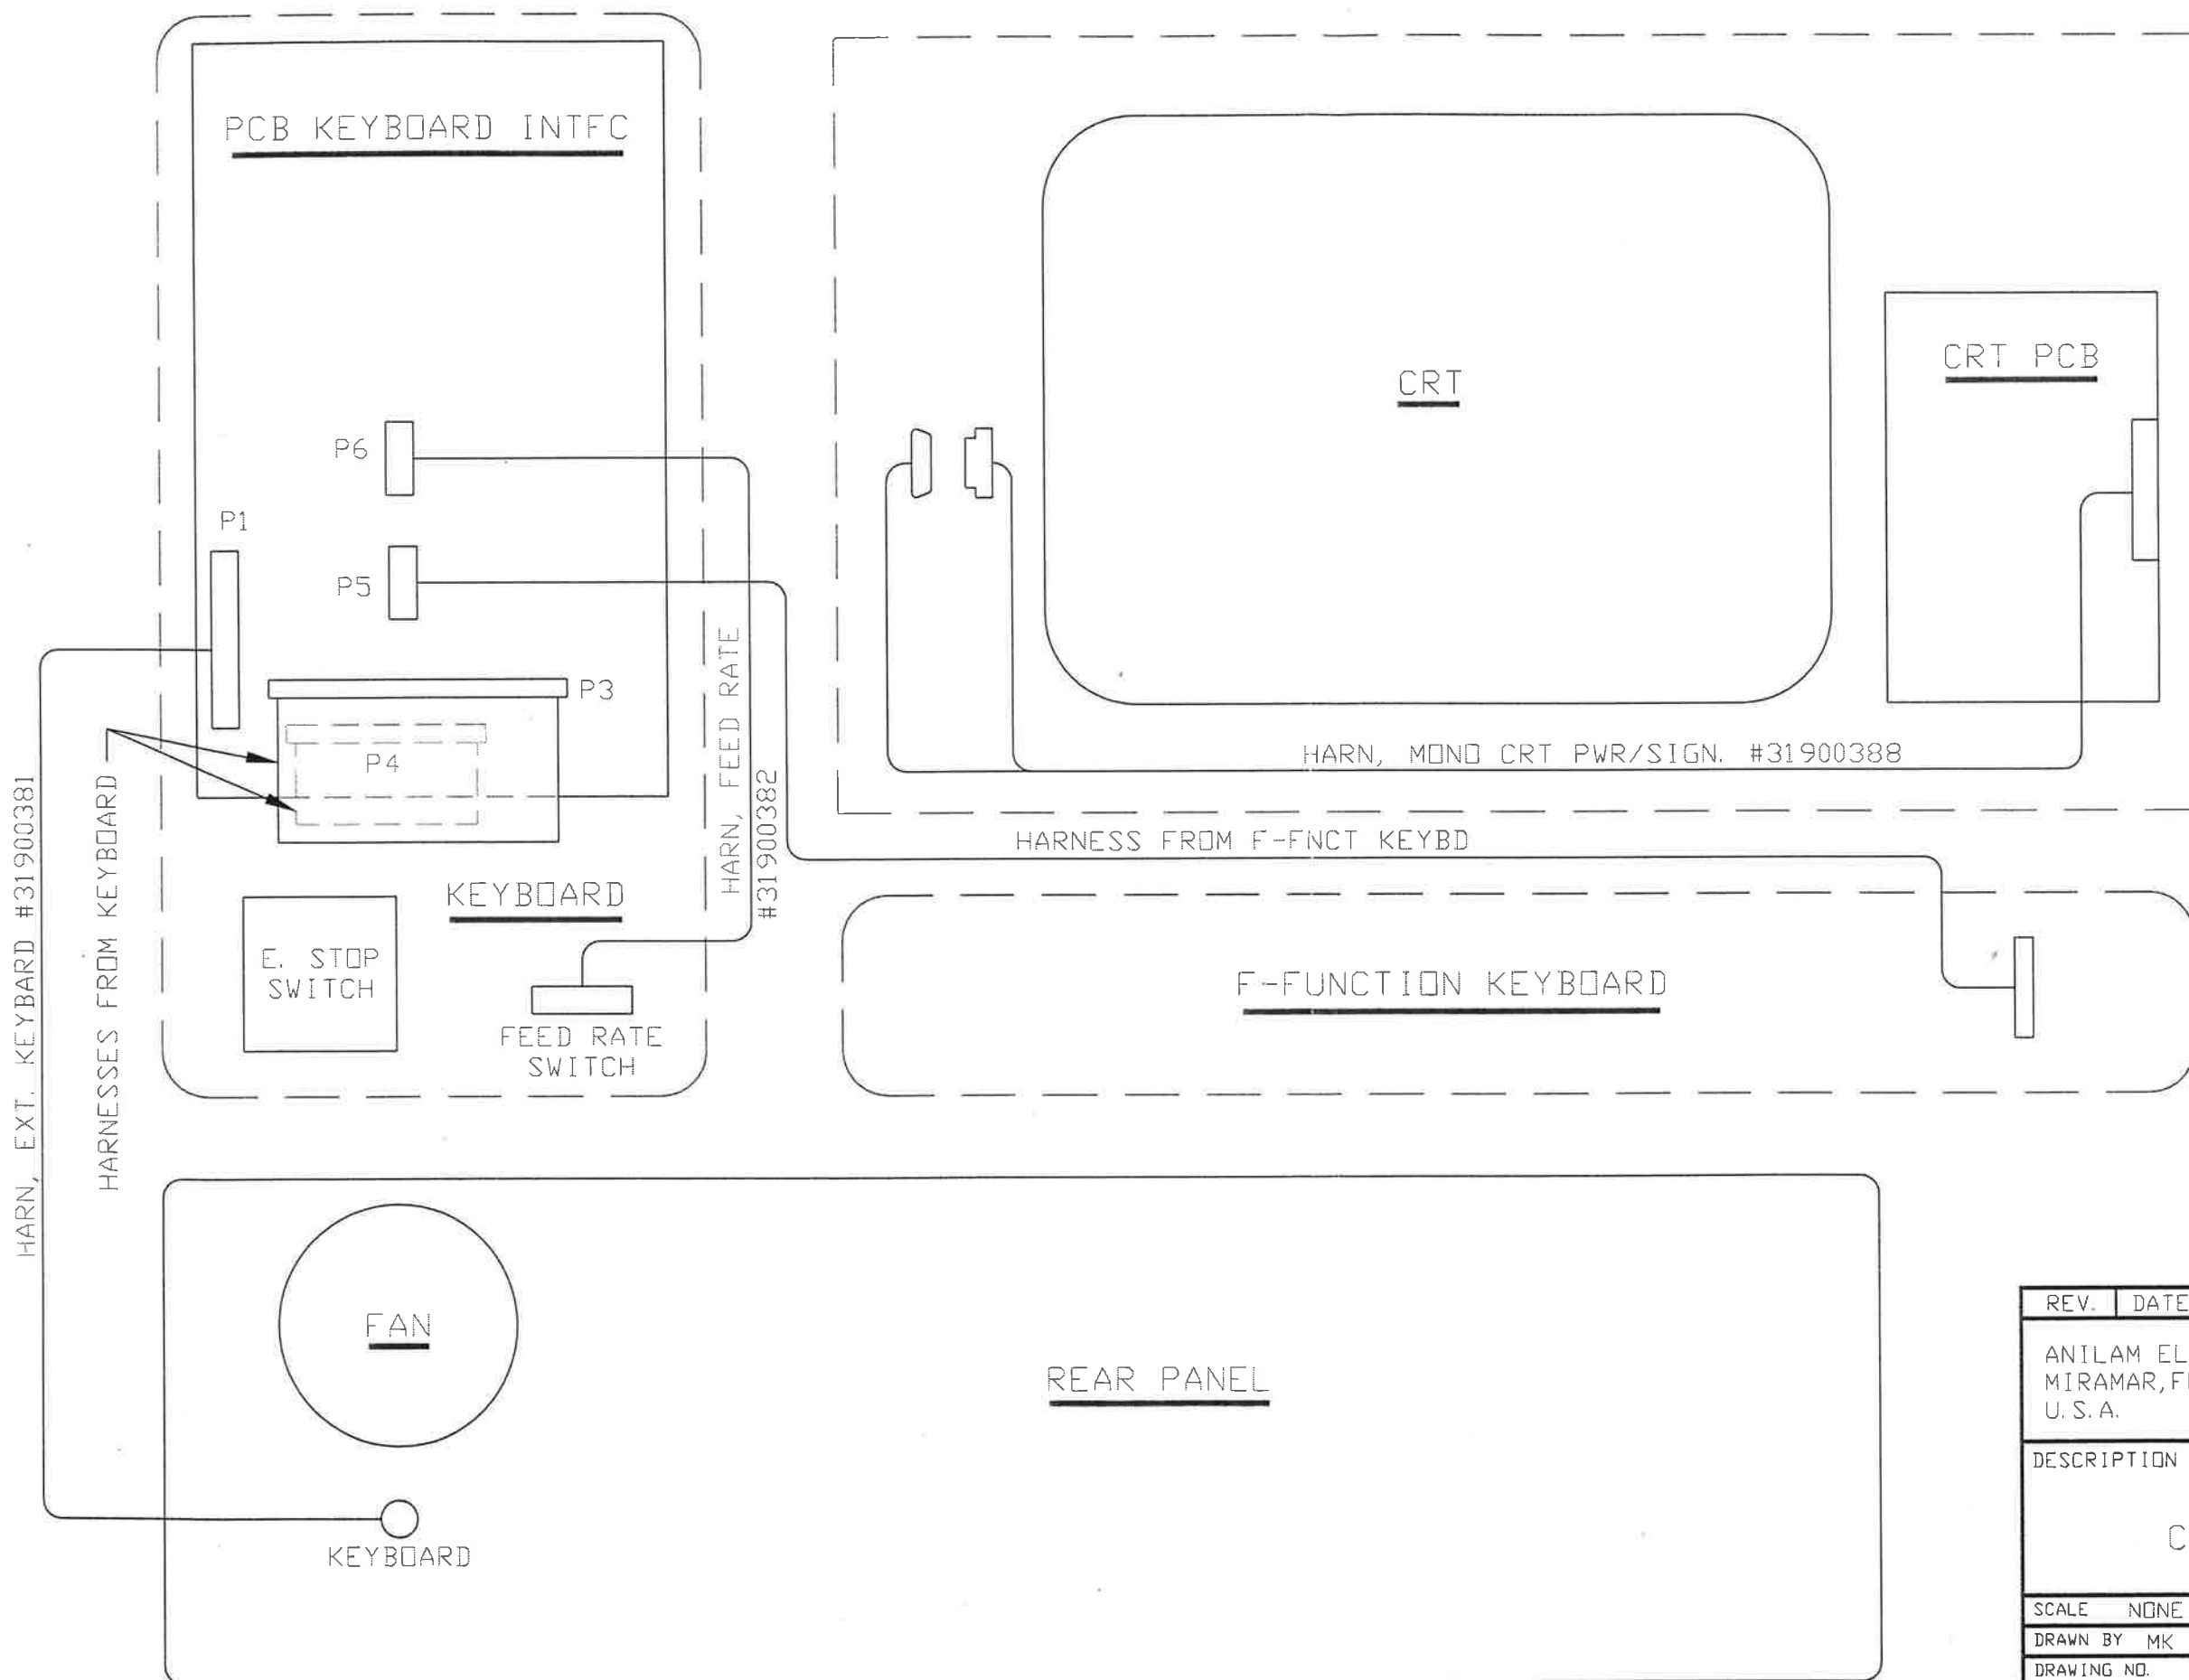 PCB KEYBOARD INTFC
P6
P1
P5
P3
P4
HARN, EXT. KEYBARD #31900381
HARNESSES FROM KEYBOARD
HARN, FEED RATE
#31900382
KEYBOARD
E. STOP
SWITCH
FEED RATE
SWITCH
CRT
CRT PCB
HARN, MONO CRT PWR/SIGN. #31900388
HARNESS FROM F-FNCT KEYBD
F-FUNCTION KEYBOARD
FAN
REAR PANEL
KEYBOARD
REV. DATE
ANILAM EL
MIRAMAR, F
U.S.A.
DESCRIPTION
C
SCALE NONE
DRAWN BY MK
DRAWING NO.